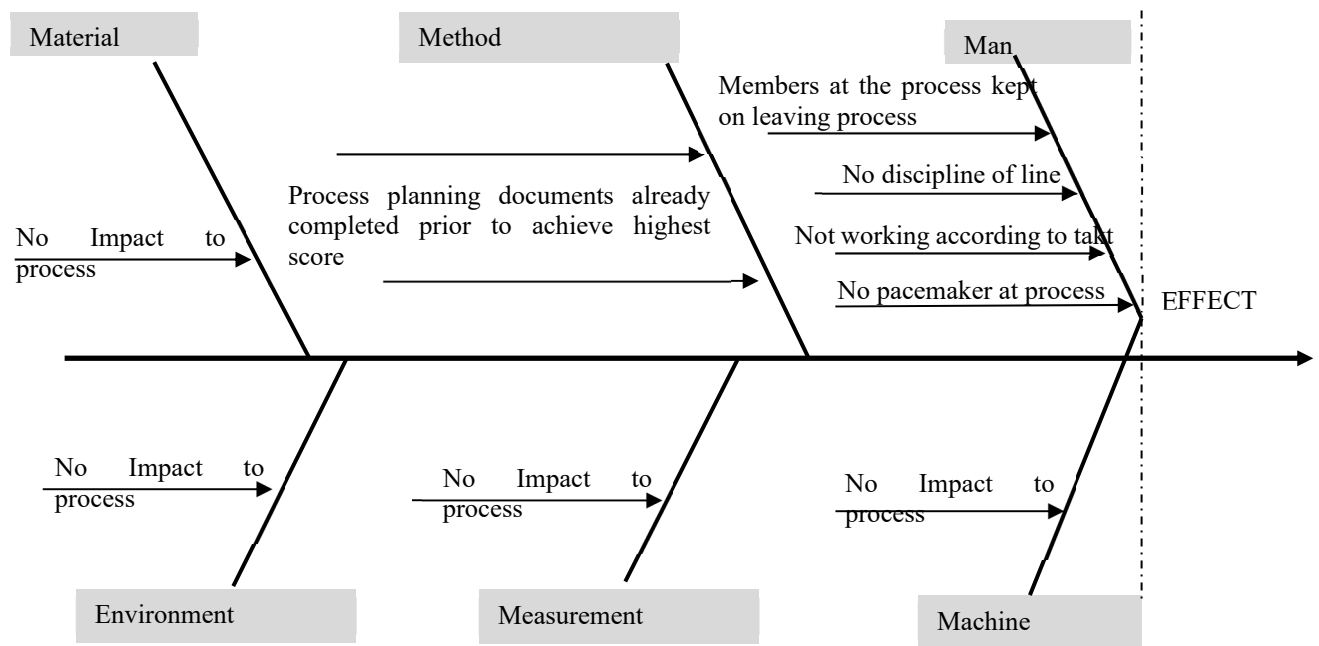 Material
Method
Man
Members at the process kept
on leaving process
No discipline of line
Process planning documents already
completed prior to achieve highest
score
No Impact to
process
Not working according to takt
No pacemaker at process
EFFECT
No Impact to
process
No Impact to
process
No Impact to
process
Environment
Measurement
Machine